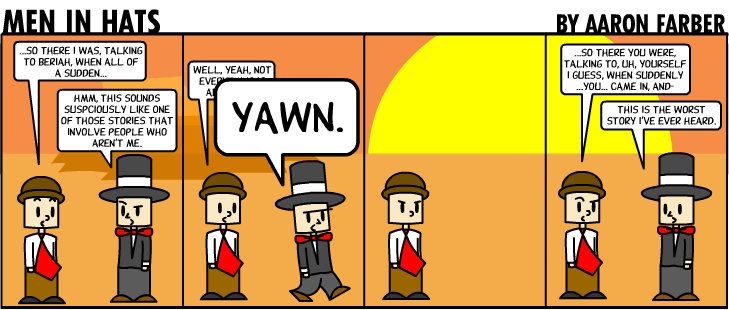 MEN IN HATS
BY AARON FARBER
...SO THERE I WAS, TALKING
TO BERIAH, WHEN ALL OF
A SUDDEN...
HMM, THIS SOUNDS
SUSPCIOUSLY LIKE ONE
OF THOSE STORIES THAT
INVOLVE PEOPLE WHO
AREN'T ME.
WELL, YEAH, NOT
YAWN.
...SO THERE YOU WERE,
TALKING TO, UH, YOURSELF
I GUESS, WHEN SUDDENLY
...YOU... CAME IN, AND-
THIS IS THE WORST
STORY I'VE EVER HEARD.